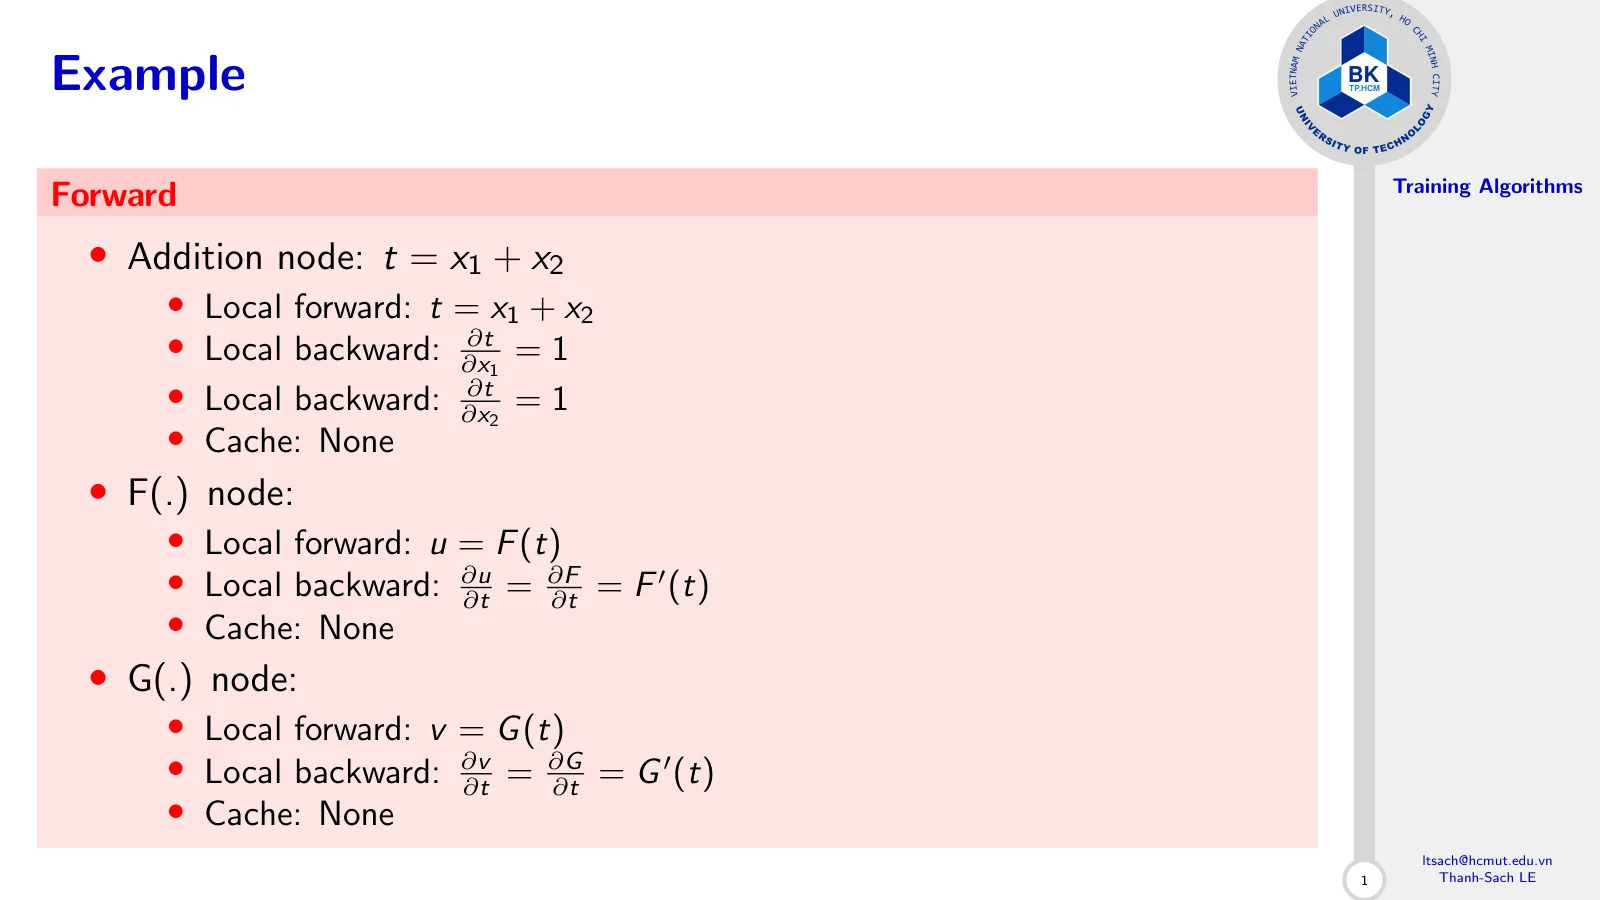 Example
VIETNAM NATIONAL UNIVERSITY, HO CHI MINH CITY
BK
TP.HCM
UNIVERSITY OF TECHNOLOGY
Training Algorithms
Forward
• Addition node: t = x₁ + x₂
• Local forward: t = x₁ + x₂
• Local backward: ∂t/∂x₁ = 1
• Local backward: ∂t/∂x₂ = 1
• Cache: None
• F(.) node:
• Local forward: u = F(t)
• Local backward: ∂u/∂t = ∂F/∂t = F′(t)
• Cache: None
• G(.) node:
• Local forward: v = G(t)
• Local backward: ∂v/∂t = ∂G/∂t = G′(t)
• Cache: None
ltsach@hcmut.edu.vn
Thanh-Sach LE
1